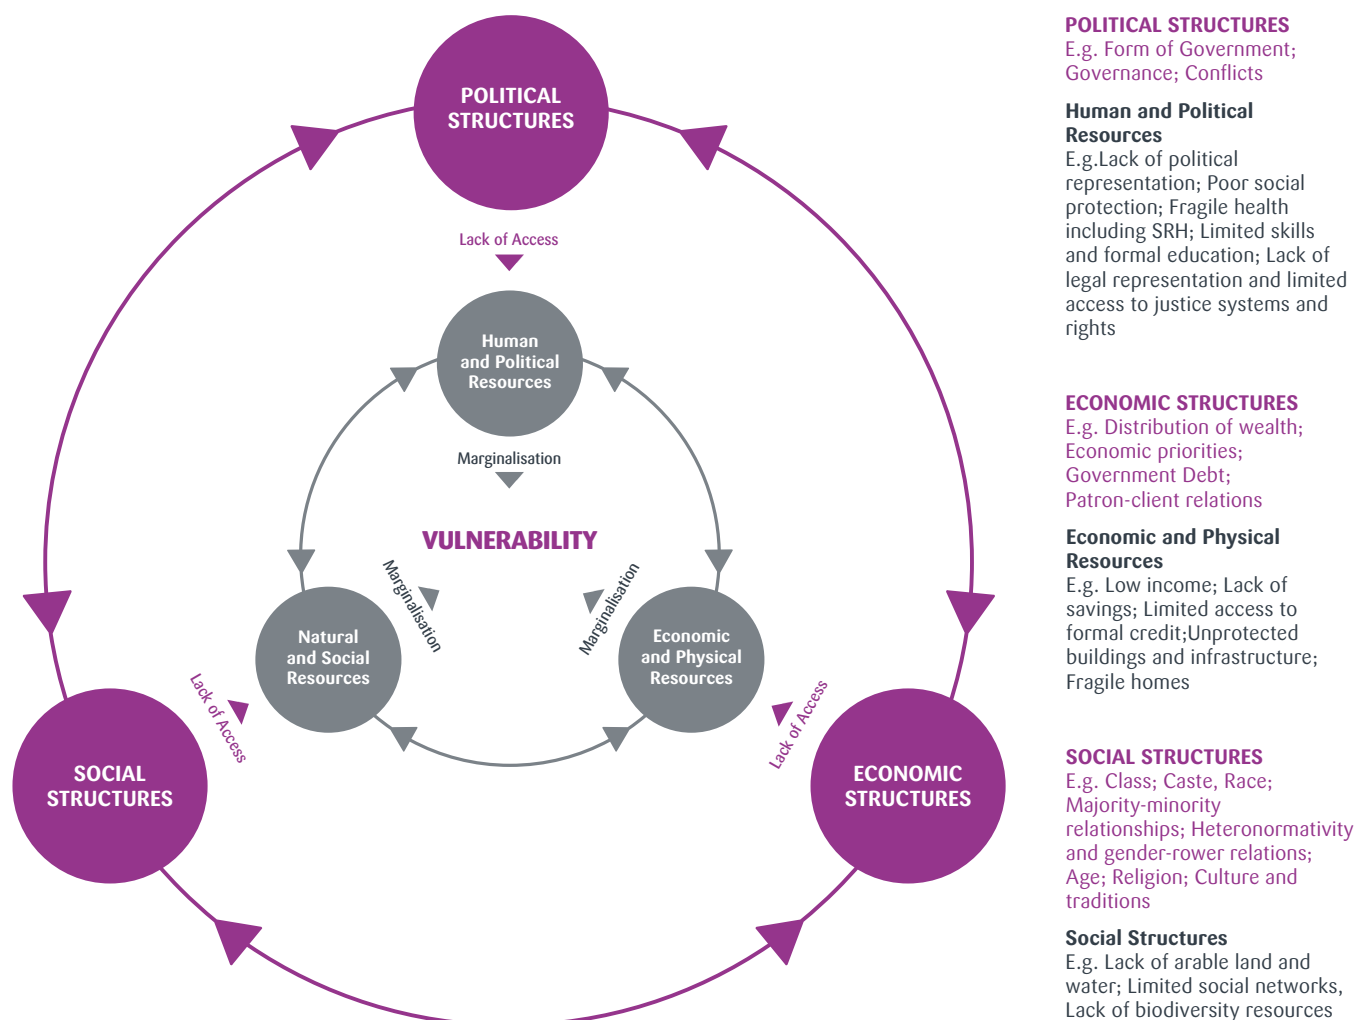 POLITICAL
STRUCTURES
Lack of Access
Human
and Political
Resources
Marginalisation
VULNERABILITY
Marginalisation
Marginalisation
Natural
and Social
Resources
Economic
and Physical
Resources
Lack of Access
Lack of Access
SOCIAL
STRUCTURES
ECONOMIC
STRUCTURES
POLITICAL STRUCTURES
E.g. Form of Government;
Governance; Conflicts
Human and Political
Resources
E.g.Lack of political
representation; Poor social
protection; Fragile health
including SRH; Limited skills
and formal education; Lack of
legal representation and limited
access to justice systems and
rights
ECONOMIC STRUCTURES
E.g. Distribution of wealth;
Economic priorities;
Government Debt;
Patron-client relations
Economic and Physical
Resources
E.g. Low income; Lack of
savings; Limited access to
formal credit;Unprotected
buildings and infrastructure;
Fragile homes
SOCIAL STRUCTURES
E.g. Class; Caste, Race;
Majority-minority
relationships; Heteronormativity
and gender-rower relations;
Age; Religion; Culture and
traditions
Social Structures
E.g. Lack of arable land and
water; Limited social networks,
Lack of biodiversity resources